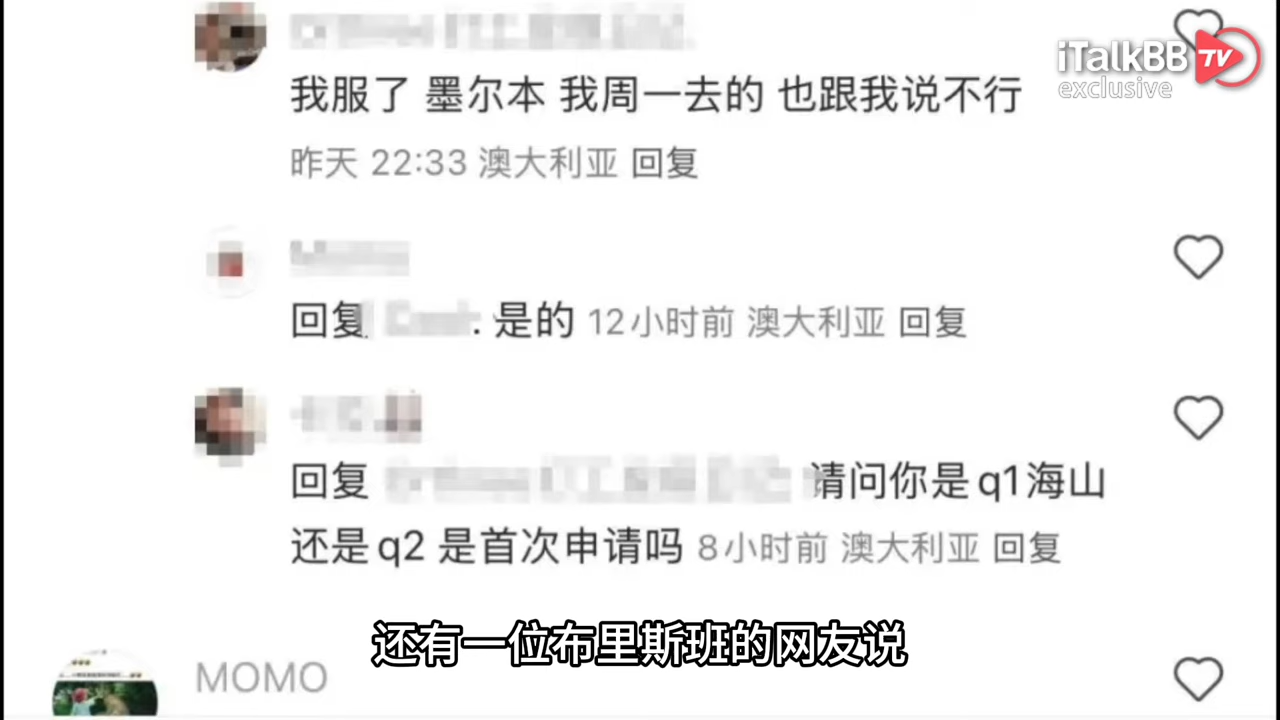 iTalkBB TV
exclusive
我服了 墨尔本 我周一去的 也跟我说不行
昨天 22:33 澳大利亚 回复
回复 . 是的 12小时前 澳大利亚 回复
回复 请问你是q1海山
还是q2 是首次申请吗 8小时前 澳大利亚 回复
还有一位布里斯班的网友说
MOMO